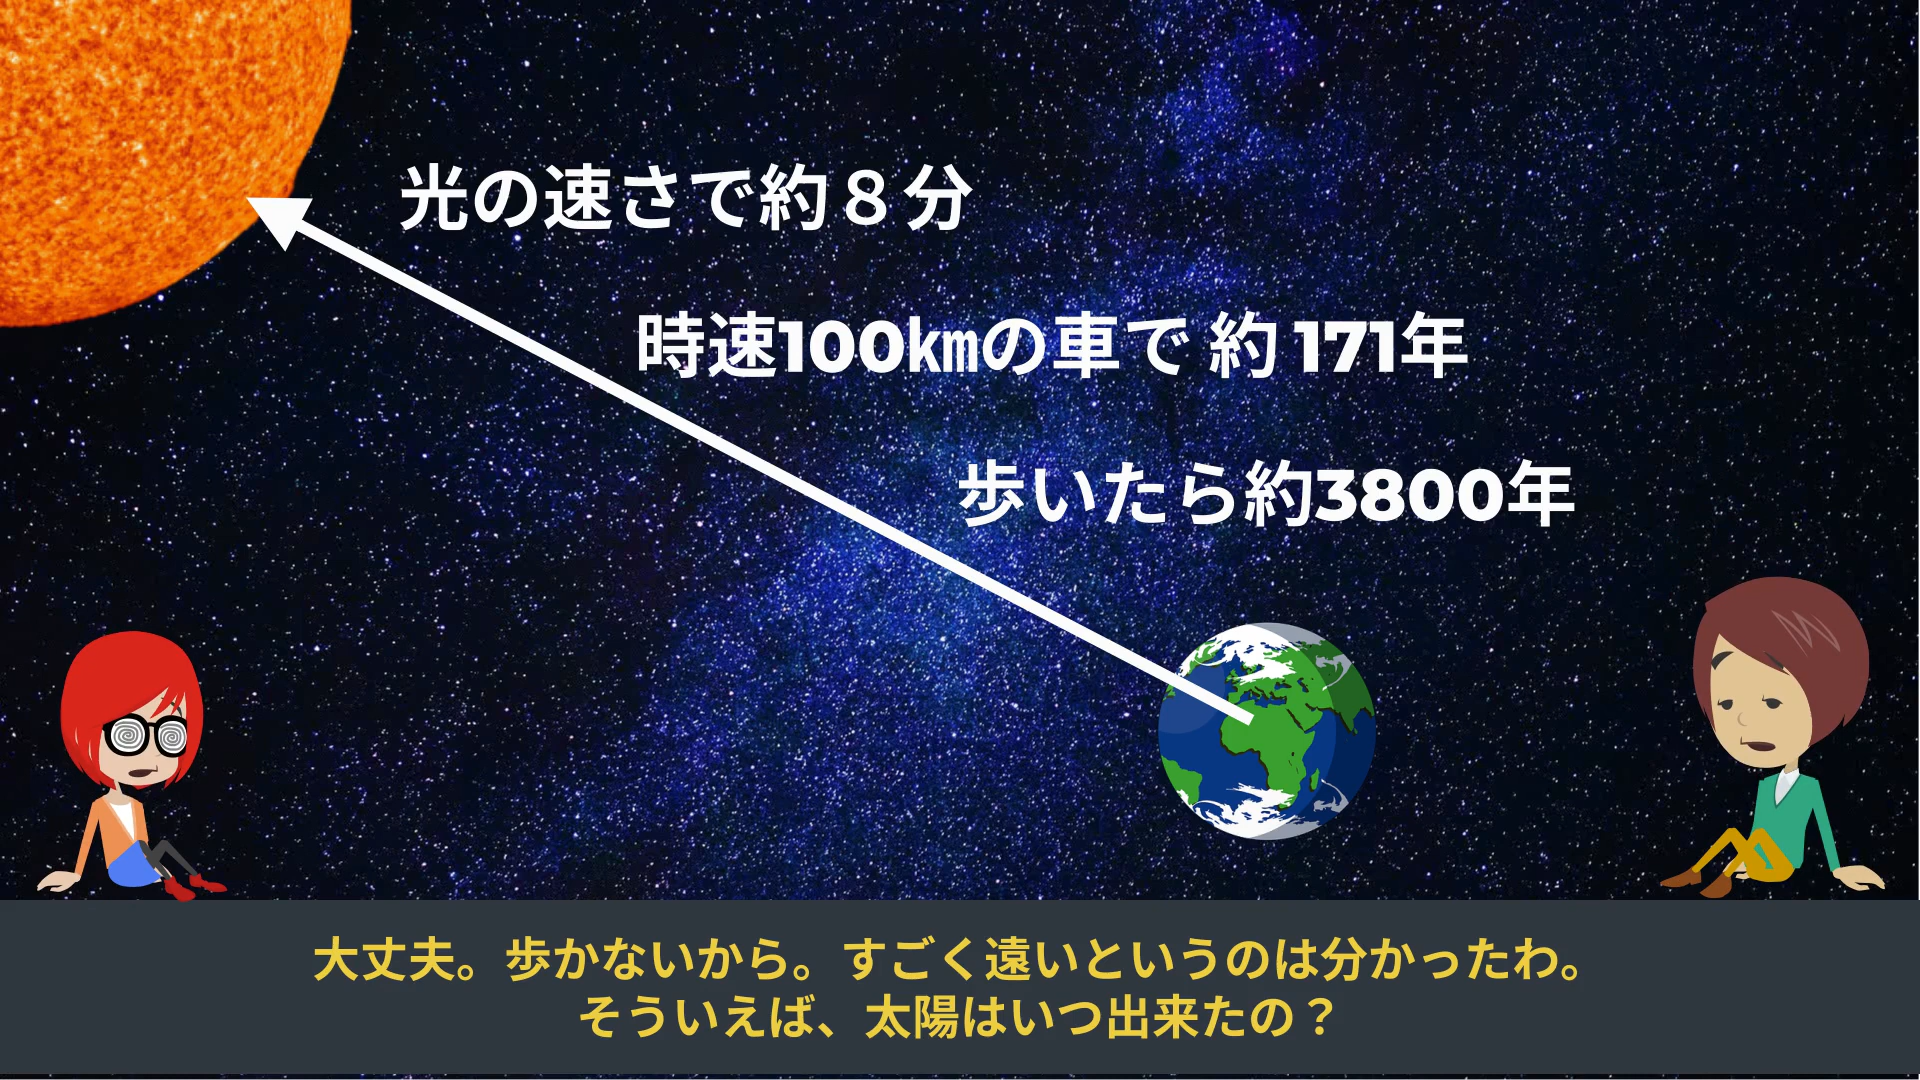 光の速さで約８分
時速100㎞の車で 約 171年
歩いたら約3800年
大丈夫。歩かないから。すごく遠いというのは分かったわ。
そういえば、太陽はいつ出来たの？